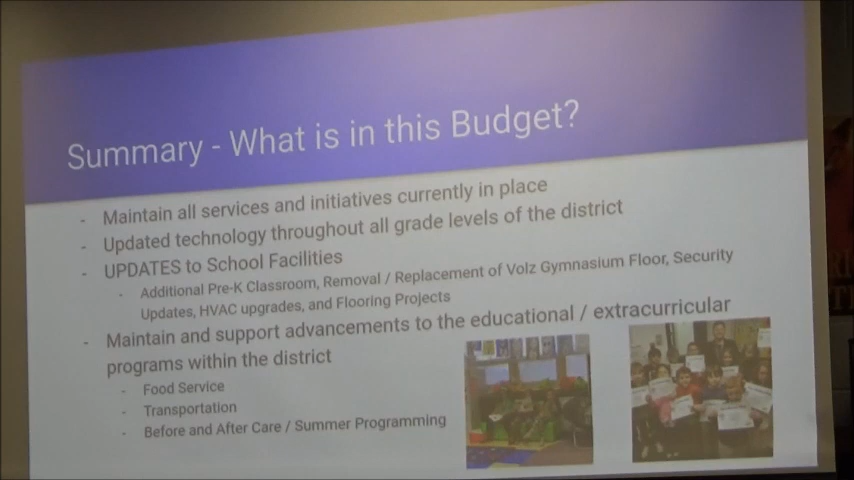 Summary - What is in this Budget?
- Maintain all services and initiatives currently in place
- Updated technology throughout all grade levels of the district
- UPDATES to School Facilities
- Additional Pre-K Classroom, Removal / Replacement of Volz Gymnasium Floor, Security
Updates, HVAC upgrades, and Flooring Projects
- Maintain and support advancements to the educational / extracurricular
programs within the district
- Food Service
- Transportation
- Before and After Care / Summer Programming